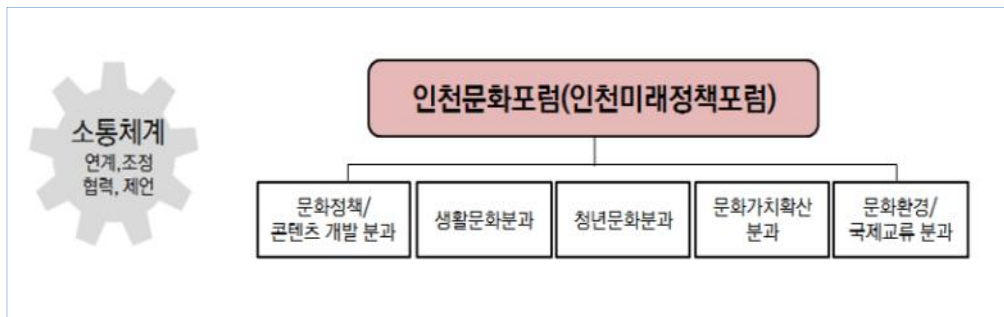 소통체계
연계,조정
협력, 제언
인천문화포럼(인천미래정책포럼)
문화정책/
콘텐츠 개발 분과
생활문화분과
청년문화분과
문화가치확산
분과
문화환경/
국제교류 분과